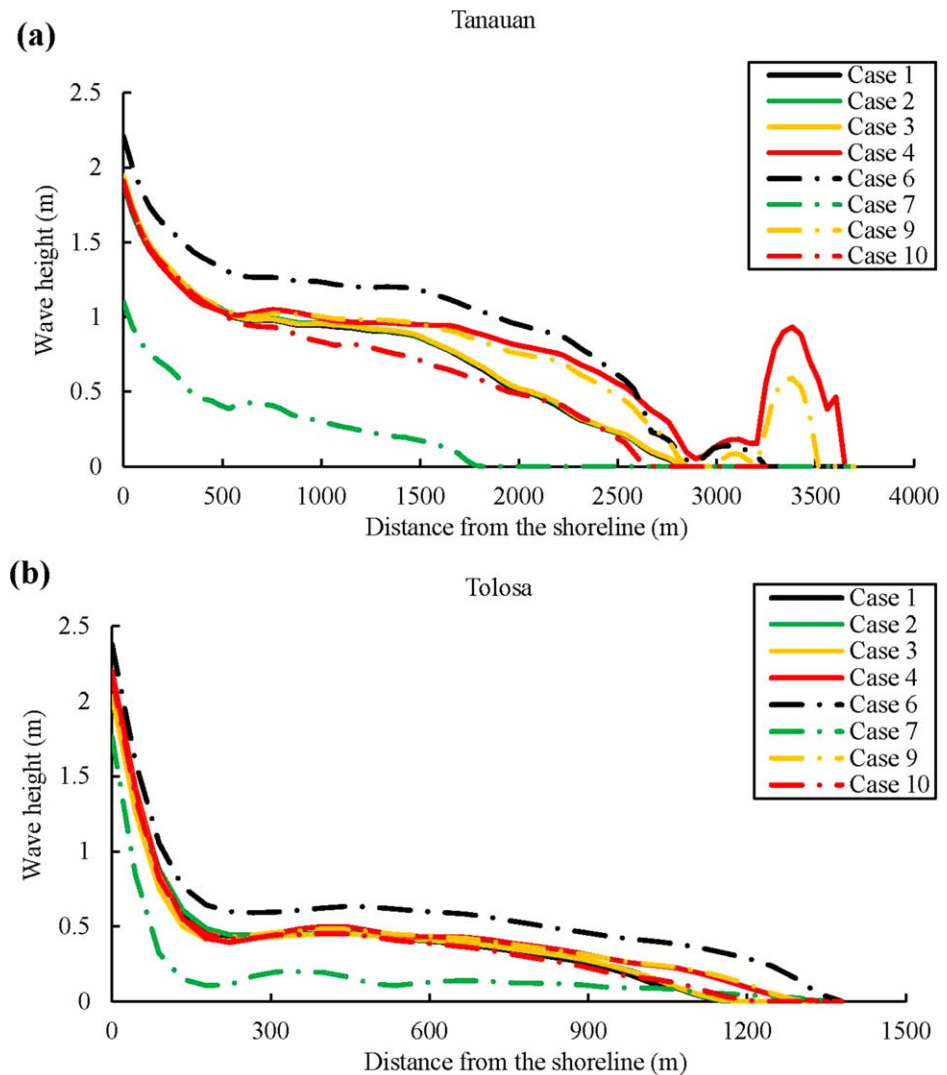 (a)
Tanauan
Case 1
Case 2
Case 3
Case 4
Case 6
Case 7
Case 9
Case 10
Wave height (m)
2.5
2
1.5
1
0.5
0
0 500 1000 1500 2000 2500 3000 3500 4000
Distance from the shoreline (m)
(b)
Tolosa
Case 1
Case 2
Case 3
Case 4
Case 6
Case 7
Case 9
Case 10
Wave height (m)
2.5
2
1.5
1
0.5
0
0 300 600 900 1200 1500
Distance from the shoreline (m)